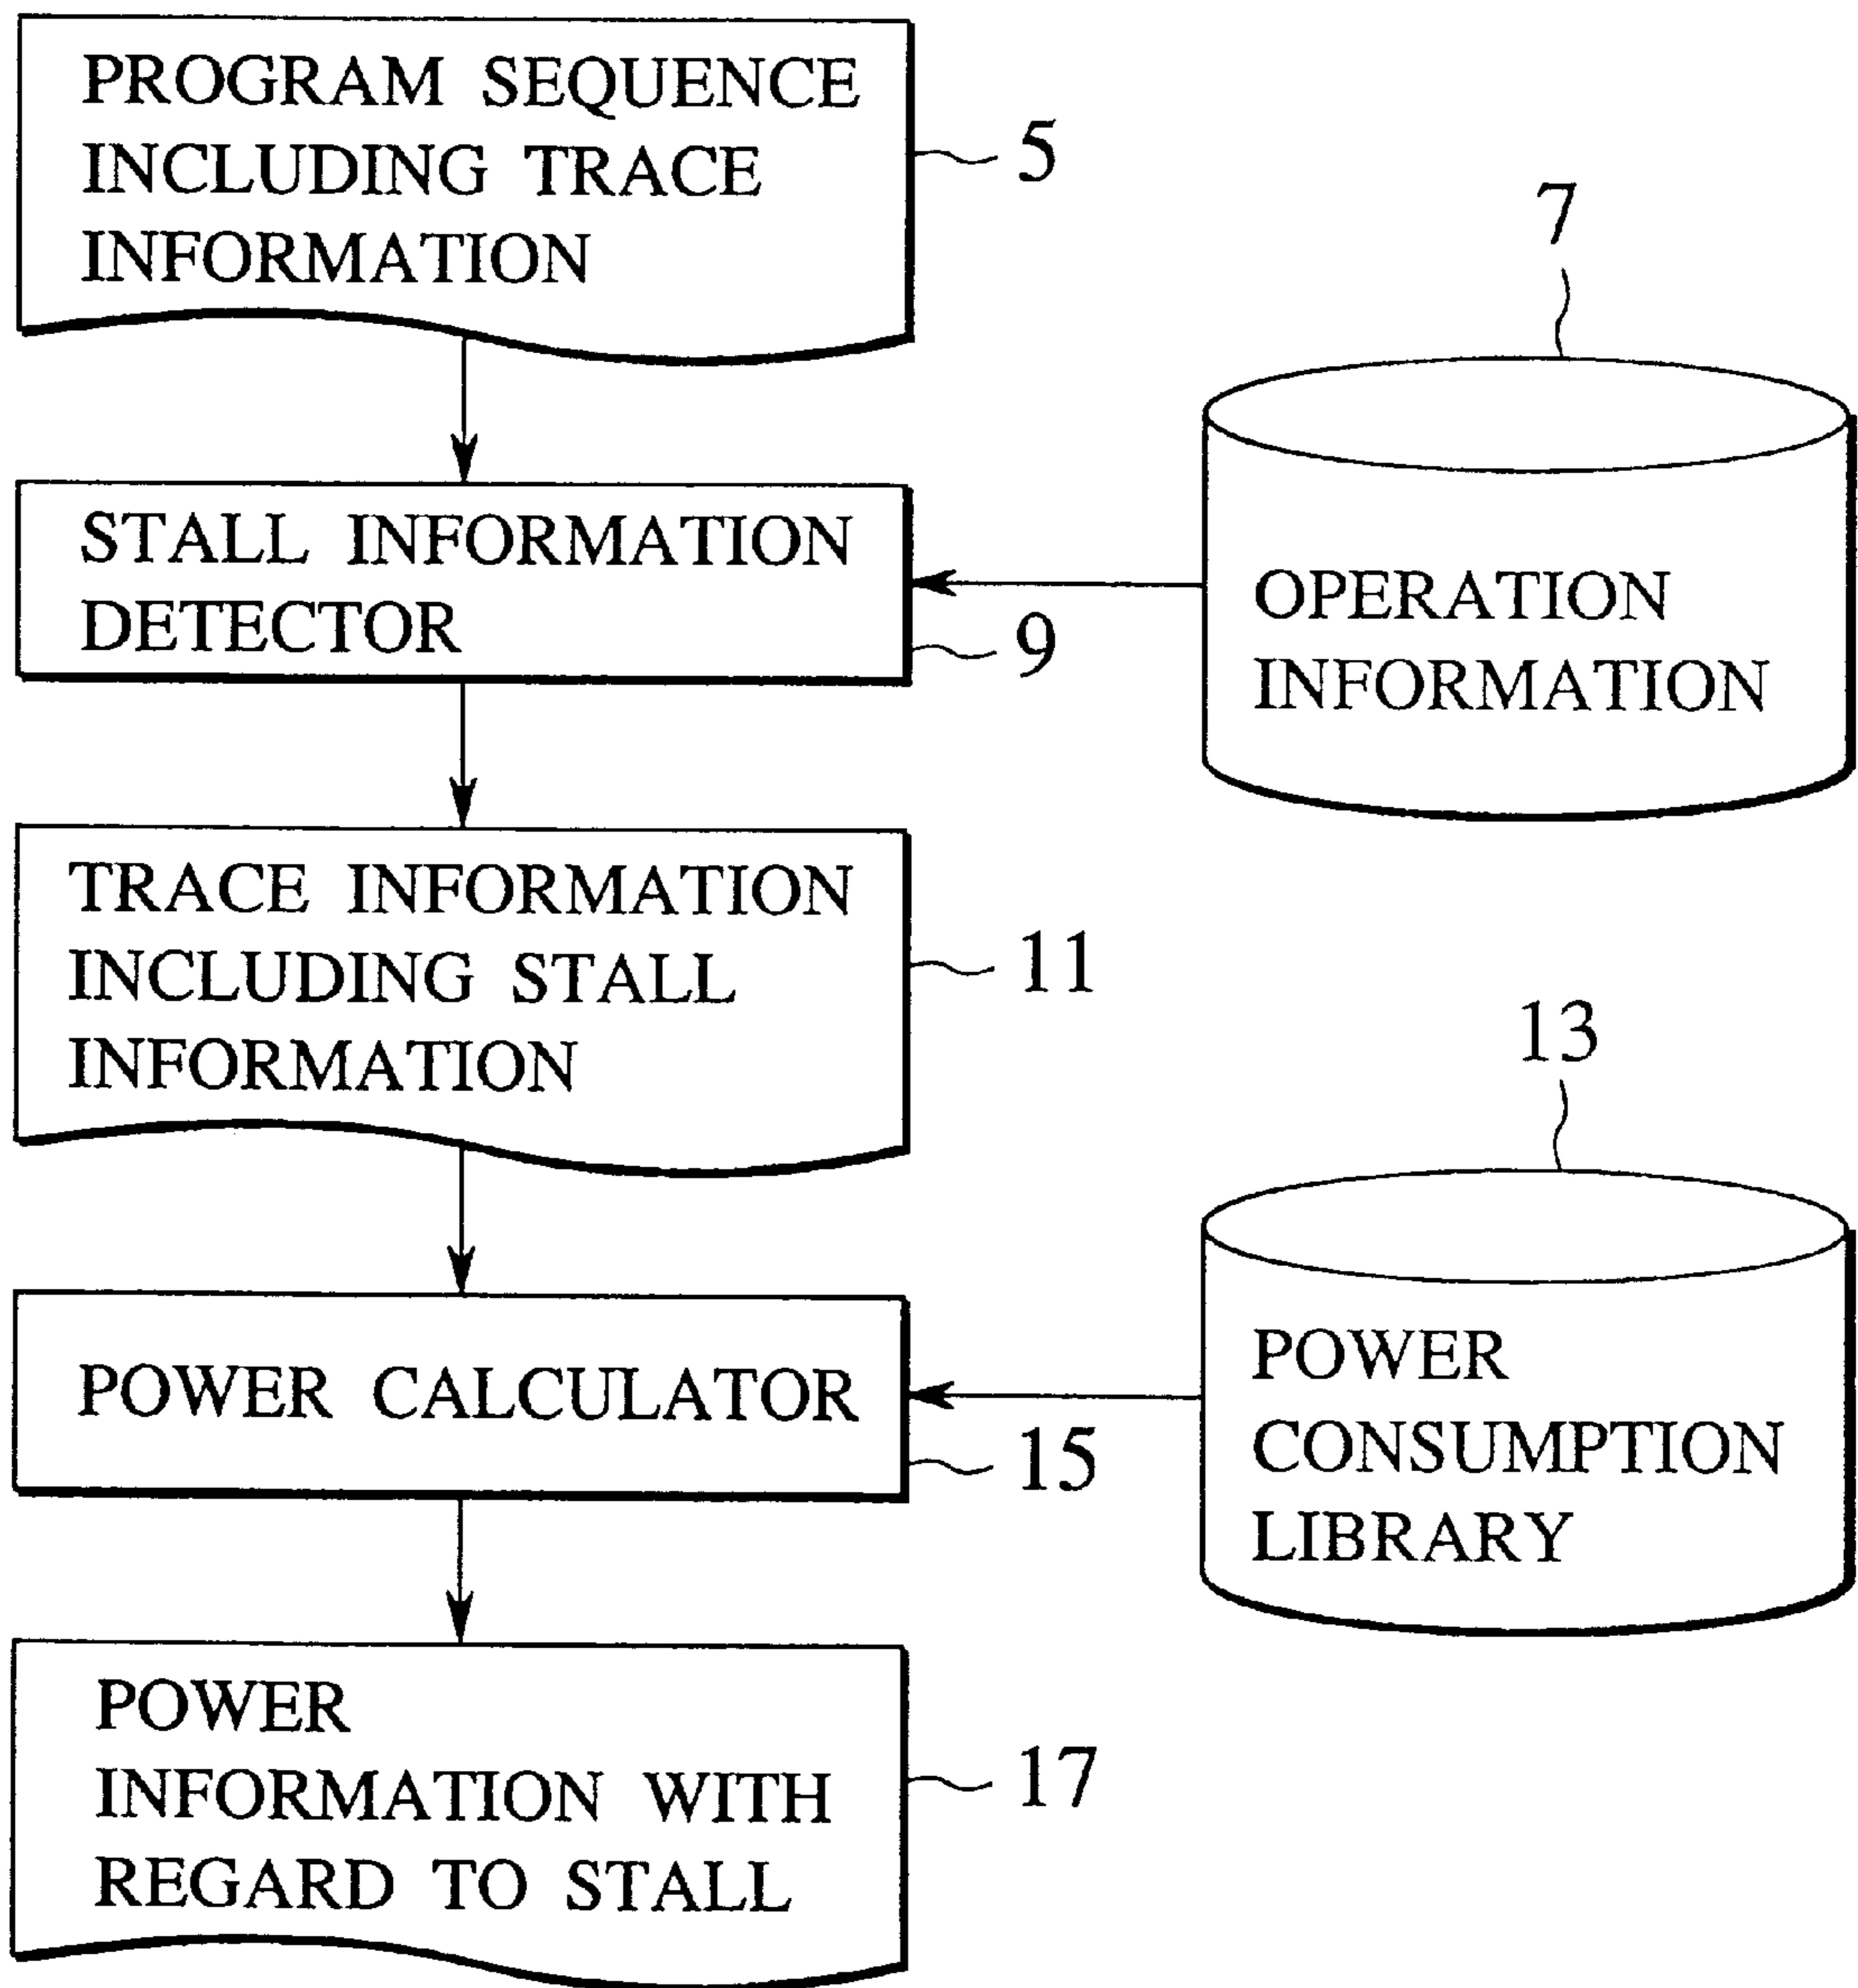 PROGRAM SEQUENCE
INCLUDING TRACE
INFORMATION
5
7
STALL INFORMATION
DETECTOR
9
OPERATION
INFORMATION
TRACE INFORMATION
INCLUDING STALL
INFORMATION
11
13
POWER CALCULATOR
15
POWER
CONSUMPTION
LIBRARY
POWER
INFORMATION WITH
REGARD TO STALL
17